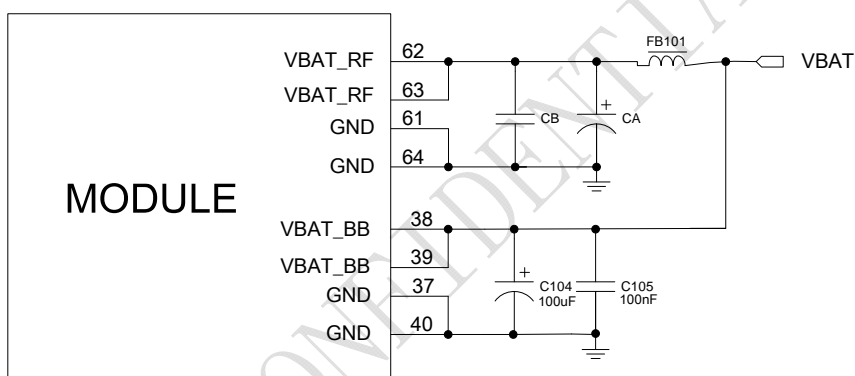 VBAT_RF 62
FB101
VBAT
VBAT_RF 63
GND 61
CB
+
CA
GND 64
MODULE
VBAT_BB 38
VBAT_BB 39
+
C104
100uF
C105
100nF
GND 37
GND 40
CONFIDENTIAL